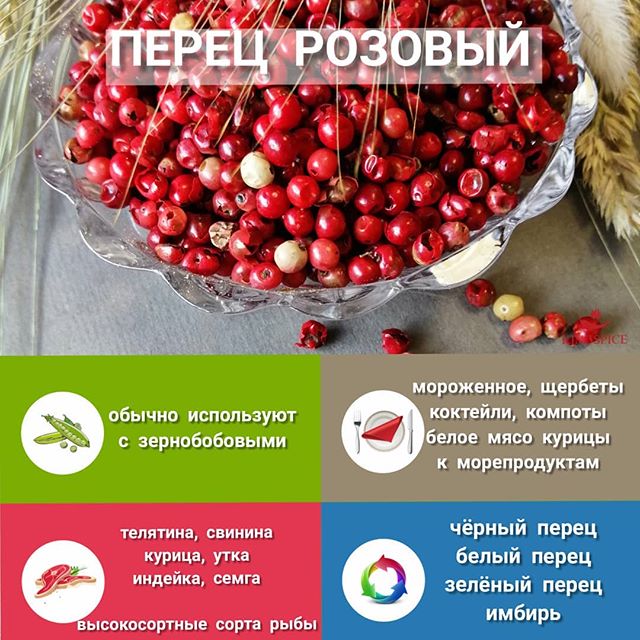 ПЕРЕЦ РОЗОВЫЙ
обычно используют
с зернобобовыми
мороженное, щербеты
коктейли, компоты
белое мясо курицы
к морепродуктам
телятина, свинина
курица, утка
индейка, семга
высокосортные сорта рыбы
чёрный перец
белый перец
зелёный перец
имбирь